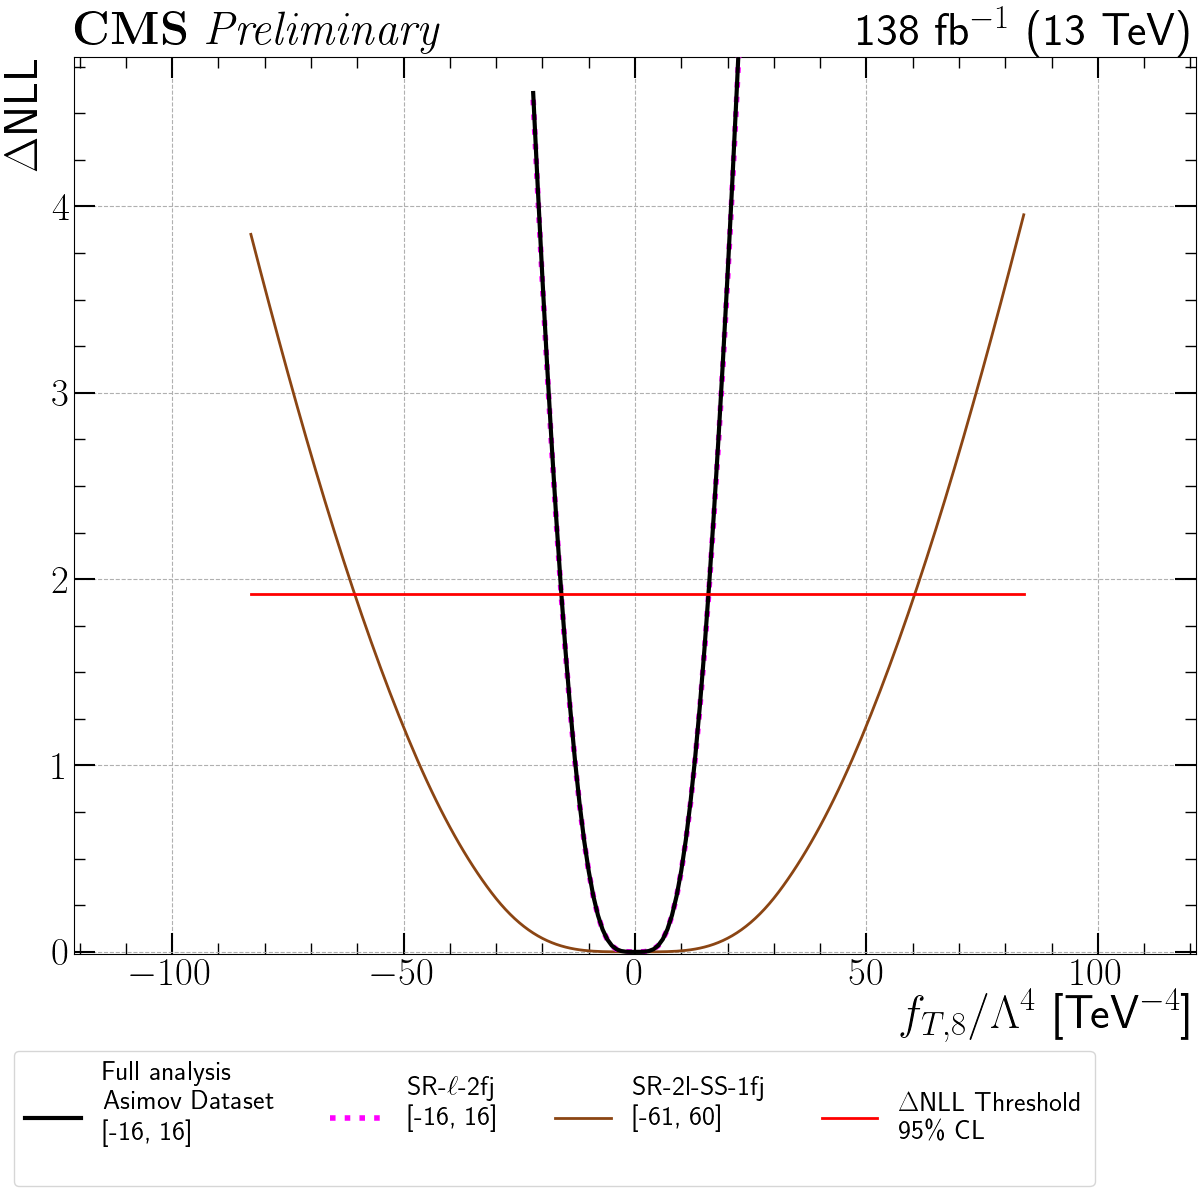 CMS Preliminary 138 fb⁻¹ (13 TeV)
ΔNLL
4
3
2
1
0
−100 −50 0 50 100
f_{T,8}/Λ⁴ [TeV⁻⁴]
Full analysis
Asimov Dataset
[-16, 16]
SR-ℓ-2fj
[-16, 16]
SR-2l-SS-1fj
[-61, 60]
ΔNLL Threshold
95% CL